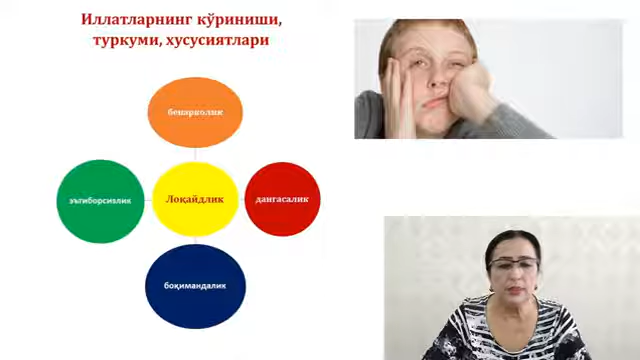 Иллатларнинг кўриниши,
туркуми, хусусиятлари
бепарволик
эътиборсизлик
Лоқайдлик
дангасалик
боқимандалик